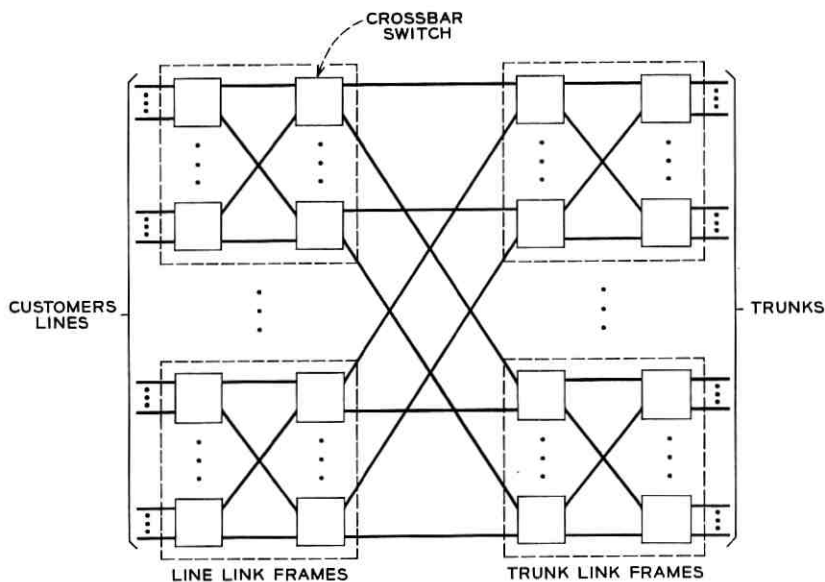 CROSSBAR
SWITCH
CUSTOMERS
LINES
TRUNKS
LINE LINK FRAMES
TRUNK LINK FRAMES